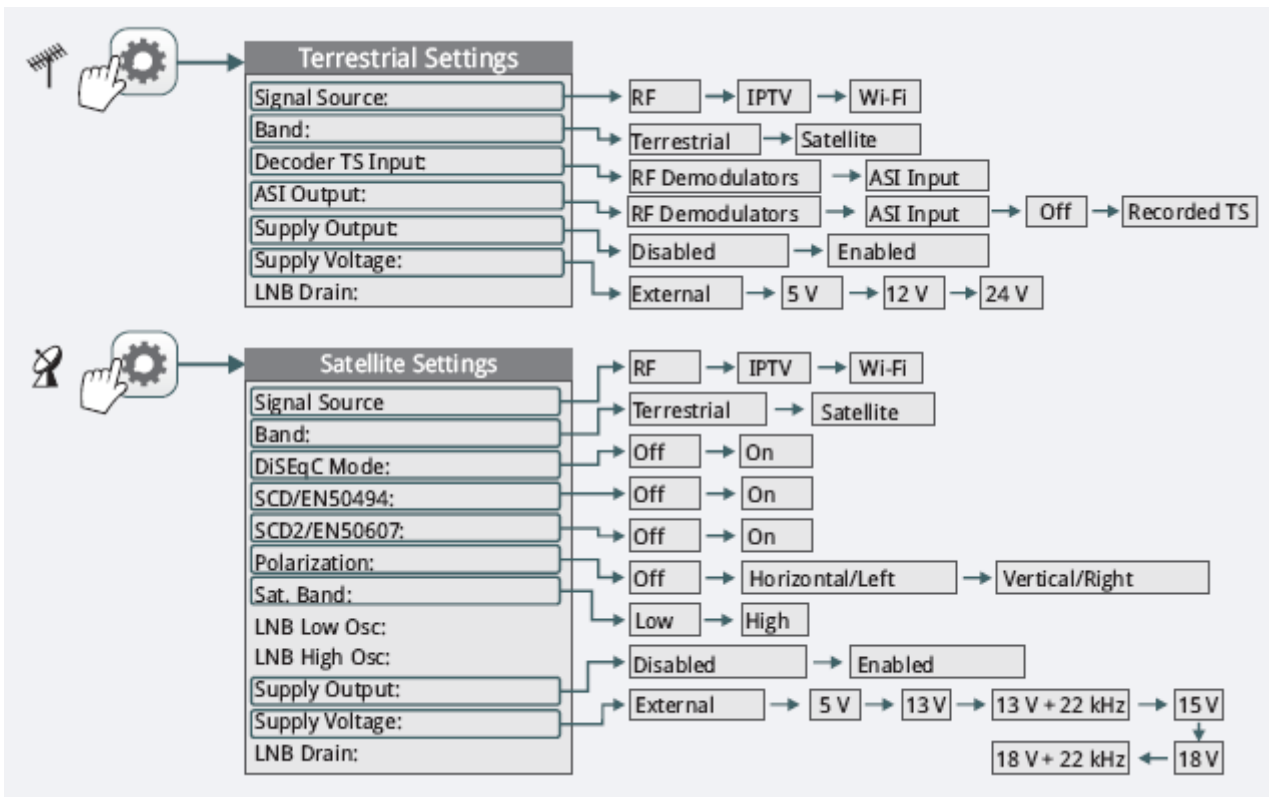 Terrestrial Settings
Signal Source: RF IPTV Wi-Fi
Band: Terrestrial Satellite
Decoder TS Input: RF Demodulators ASI Input
ASI Output: RF Demodulators ASI Input Off Recorded TS
Supply Output: Disabled Enabled
Supply Voltage: External 5 V 12 V 24 V
LNB Drain:
Satellite Settings
Signal Source RF IPTV Wi-Fi
Band: Terrestrial Satellite
DiSEqC Mode: Off On
SCD/EN50494: Off On
SCD2/EN50607: Off On
Polarization: Off Horizontal/Left Vertical/Right
Sat. Band: Low High
LNB Low Osc:
LNB High Osc:
Supply Output: Disabled Enabled
Supply Voltage: External 5 V 13 V 13 V + 22 kHz 15 V
18 V + 22 kHz 18 V
LNB Drain: